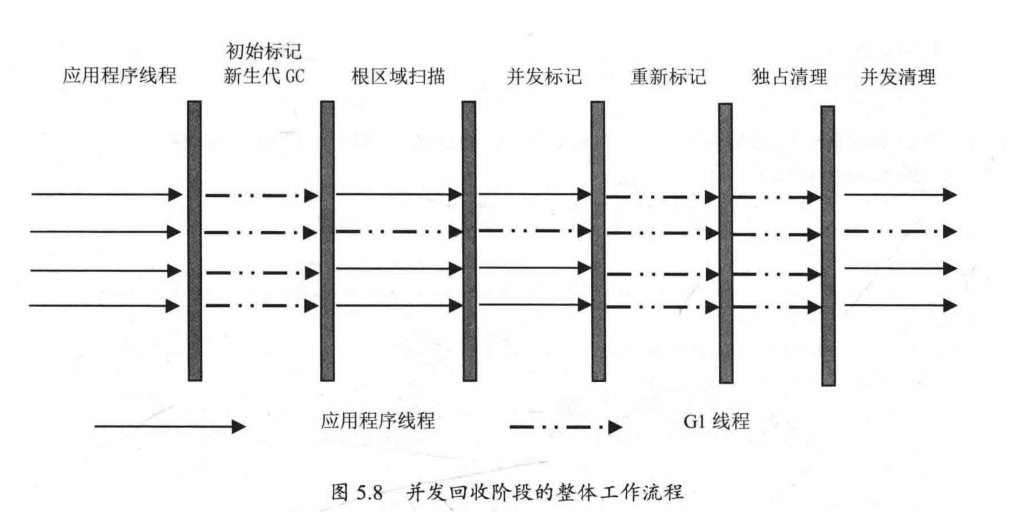 应用程序线程
初始标记
新生代 GC
根区域扫描
并发标记
重新标记
独占清理
并发清理
应用程序线程
G1 线程
图 5.8 并发回收阶段的整体工作流程